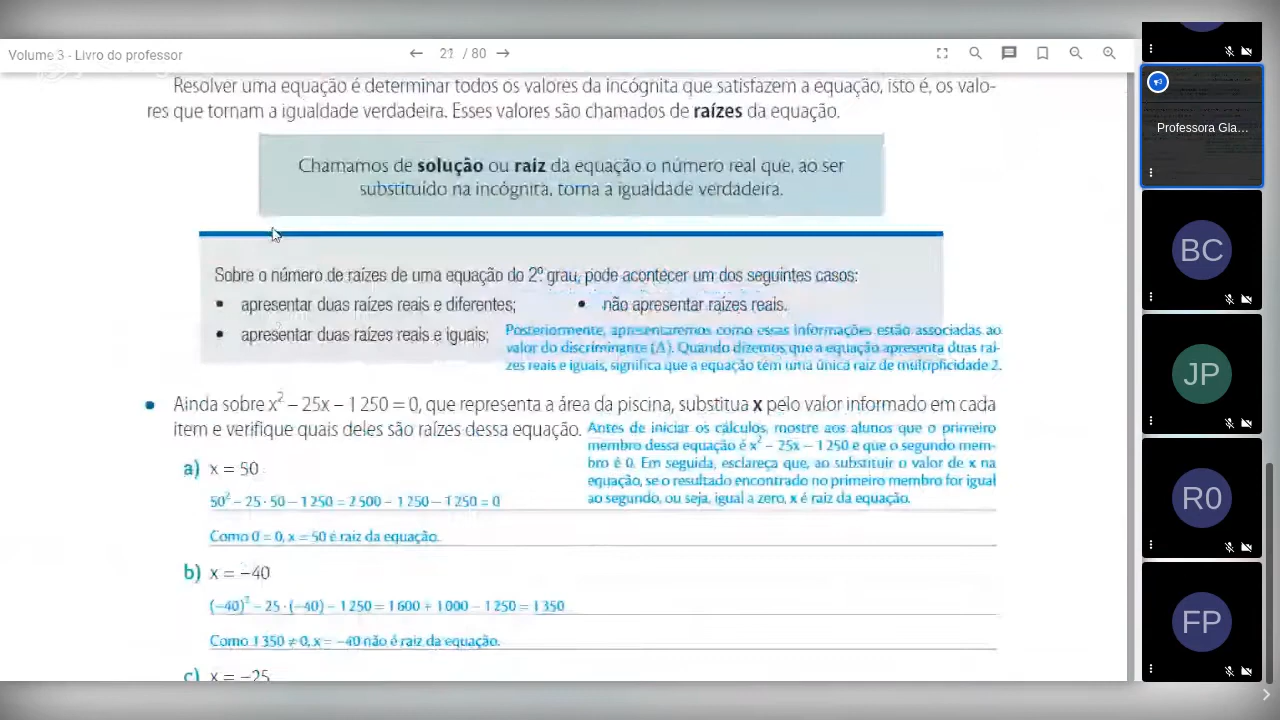 Volume 3 - Livro do professor
21 / 80
Resolver uma equação é determinar todos os valores da incógnita que satisfazem a equação, isto é, os valo-
res que tornam a igualdade verdadeira. Esses valores são chamados de raízes da equação.
Chamamos de solução ou raiz da equação o número real que, ao ser
substituído na incógnita, torna a igualdade verdadeira.
Sobre o número de raízes de uma equação do 2º grau, pode acontecer um dos seguintes casos:
• apresentar duas raízes reais e diferentes;
• não apresentar raízes reais.
• apresentar duas raízes reais e iguais;
Posteriormente, apresentaremos como essas informações estão associadas ao
valor do discriminante (Δ). Quando dizemos que a equação apresenta duas raí-
zes reais e iguais, significa que a equação tem uma única raiz de multiplicidade 2.
• Ainda sobre x² – 25x – 1 250 = 0, que representa a área da piscina, substitua x pelo valor informado em cada
item e verifique quais deles são raízes dessa equação.
Antes de iniciar os cálculos, mostre aos alunos que o primeiro
membro dessa equação é x² – 25x – 1 250 e que o segundo mem-
bro é 0. Em seguida, esclareça que, ao substituir o valor de x na
equação, se o resultado encontrado no primeiro membro for igual
ao segundo, ou seja, igual a zero, x é raiz da equação.
a) x = 50
50² – 25 · 50 – 1 250 = 2 500 – 1 250 – 1 250 = 0
Como 0 = 0, x = 50 é raiz da equação.
b) x = –40
(–40)² – 25 · (–40) – 1 250 = 1 600 + 1 000 – 1 250 = 1 350
Como 1 350 ≠ 0, x = –40 não é raiz da equação.
c) x = –25
Professora Gla...
BC
JP
R0
FP